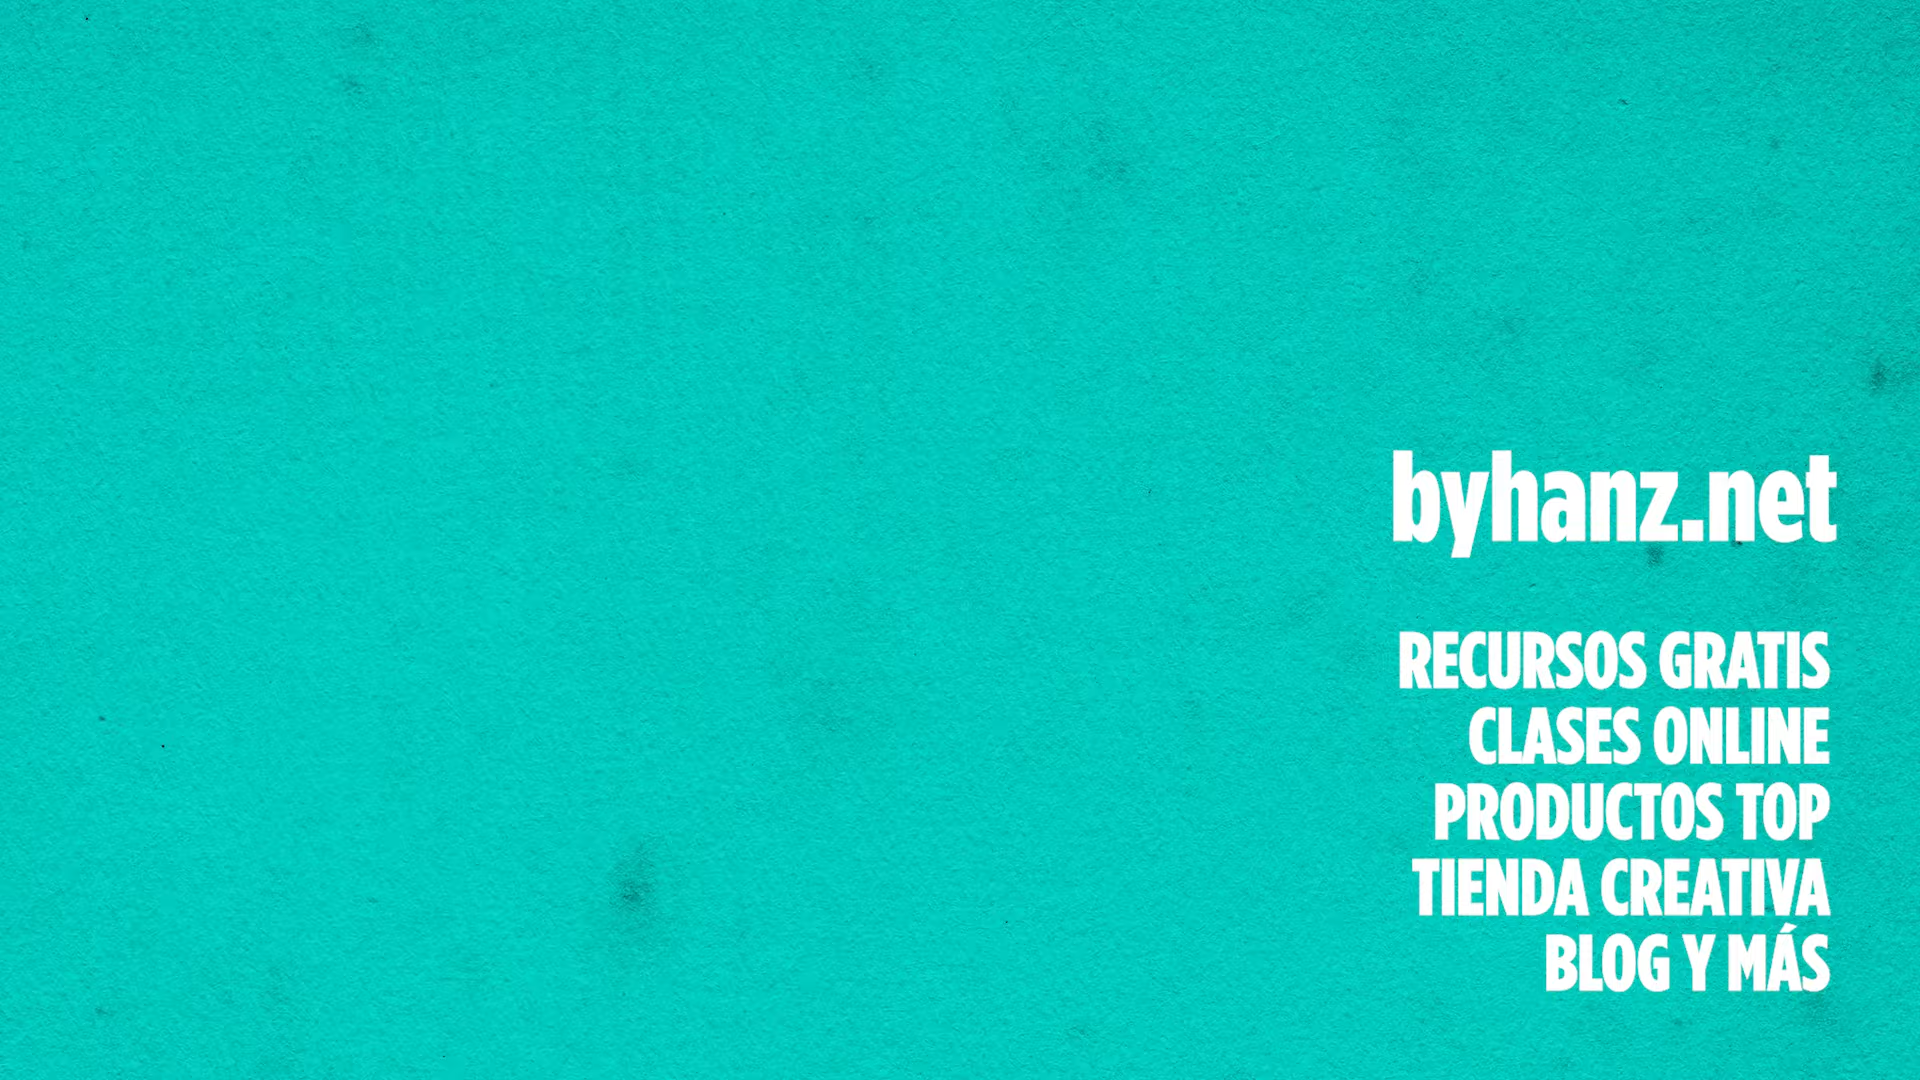 byhanz.net
RECURSOS GRATIS
CLASES ONLINE
PRODUCTOS TOP
TIENDA CREATIVA
BLOG Y MÁS